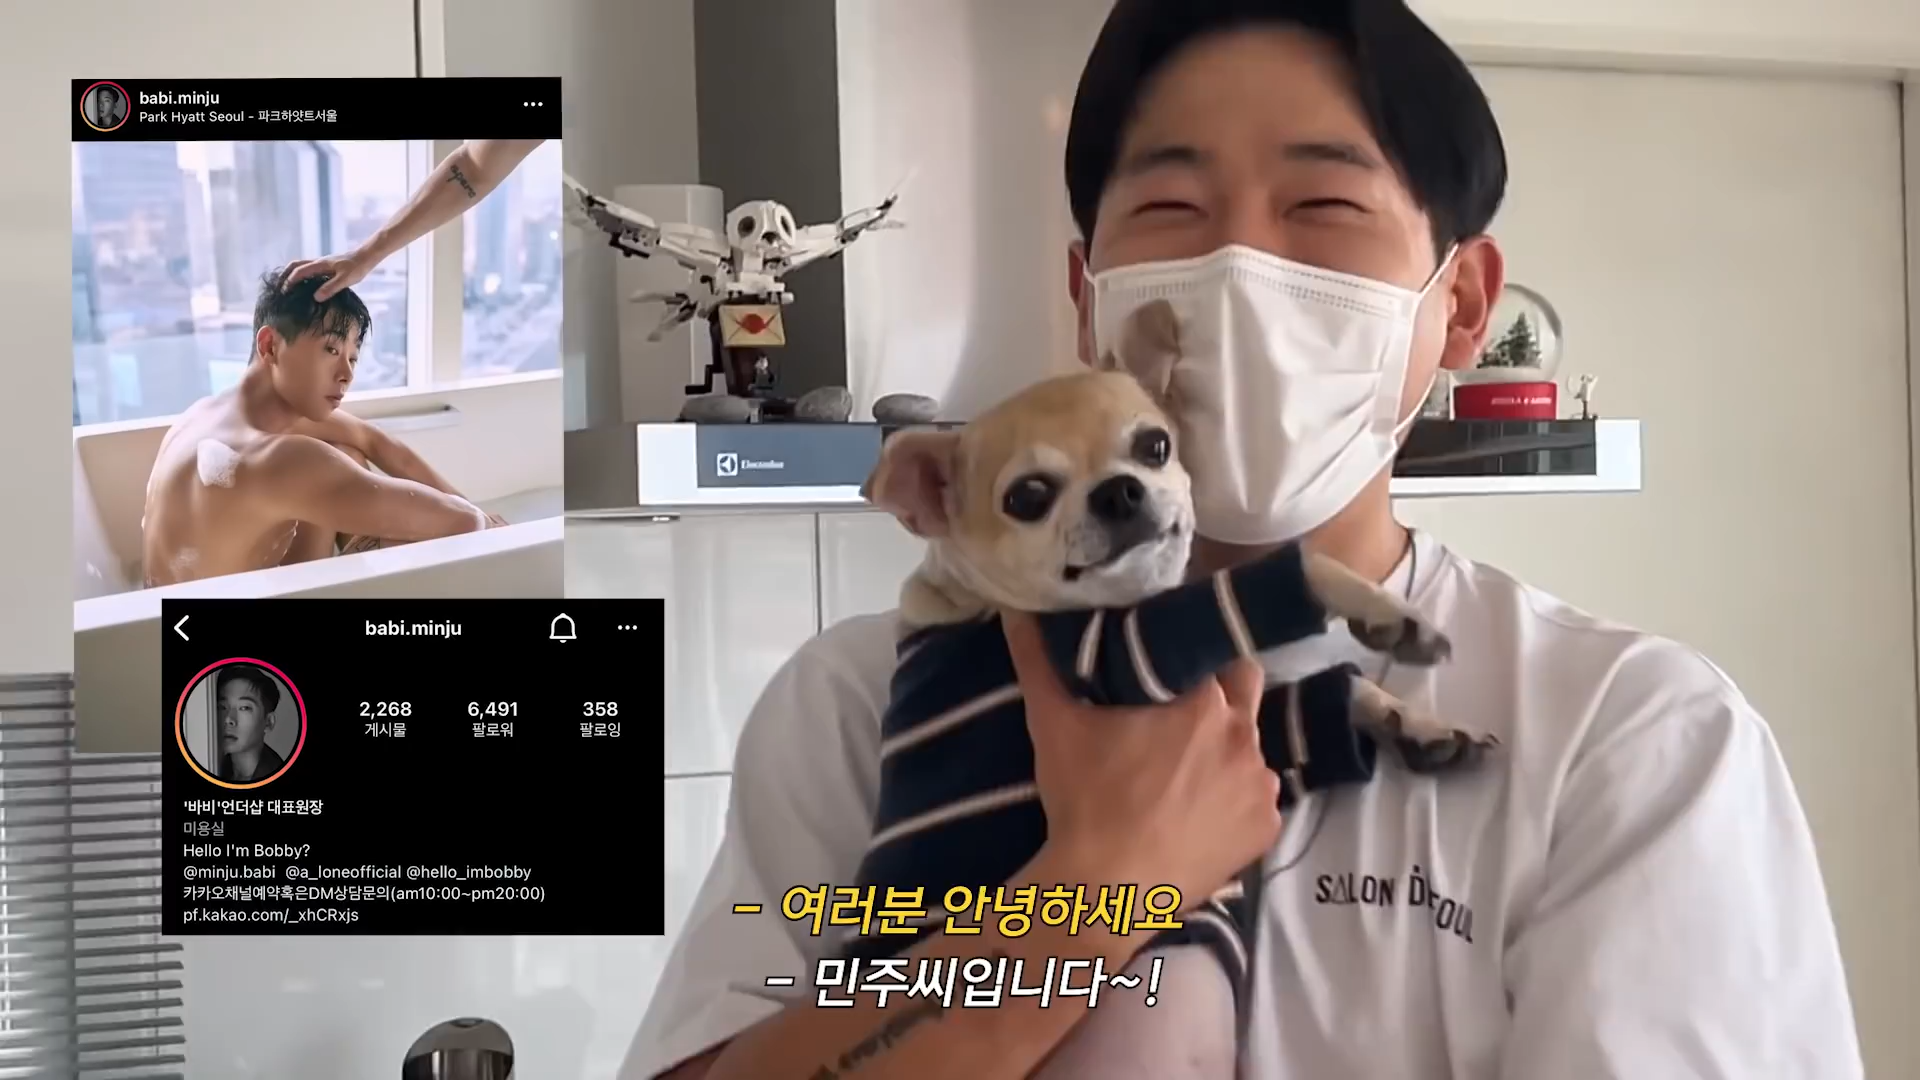 babi.minju
Park Hyatt Seoul - 파크하얏트서울
Electrolux
babi.minju
2,268
6,491
358
게시물
팔로워
팔로잉
'바비'언더샵 대표원장
미용실
Hello I'm Bobby?
@minju.babi @a_loneofficial @hello_imbobby
카카오채널예약혹은DM상담문의(am10:00~pm20:00)
pf.kakao.com/_xhCRxjs
SALON DESOUL
- 여러분 안녕하세요
- 민주씨입니다~!